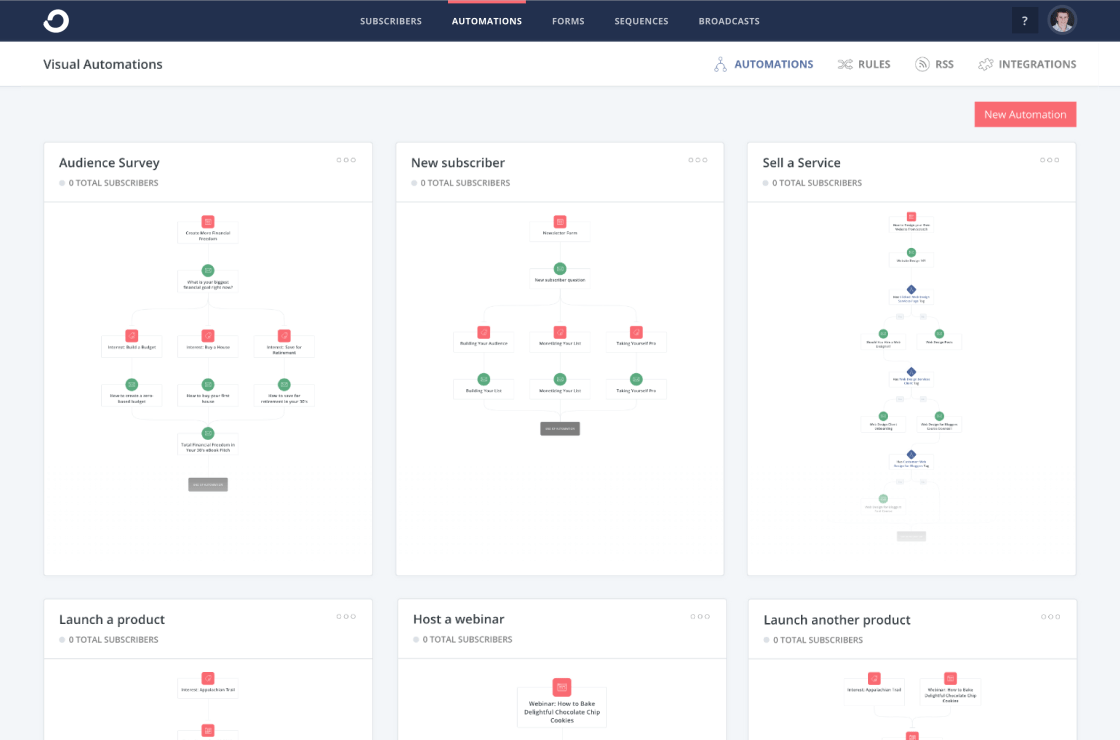 SUBSCRIBERS AUTOMATIONS FORMS SEQUENCES BROADCASTS ?
Visual Automations AUTOMATIONS RULES RSS INTEGRATIONS
New Automation
Audience Survey
0 TOTAL SUBSCRIBERS
Create More Financial
Freedom
What is your biggest
financial goal right now?
Interest: Build a Budget
Interest: Buy a House
Interest: Save for
Retirement
How to create a zero-
based budget
How to buy your first
house
How to save for
retirement in your 30's
Total Financial Freedom in
Your 30's eBook Pitch
New subscriber
0 TOTAL SUBSCRIBERS
Newsletter Form
New subscriber question
Building Your Audience
Monetizing Your List
Taking Yourself Pro
Building Your List
Monetizing Your List
Taking Yourself Pro
Sell a Service
0 TOTAL SUBSCRIBERS
Launch a product
0 TOTAL SUBSCRIBERS
Interest: Appalachian Trail
Host a webinar
0 TOTAL SUBSCRIBERS
Webinar: How to Bake
Delightful Chocolate Chip
Cookies
Launch another product
0 TOTAL SUBSCRIBERS
Interest: Appalachian Trail
Webinar: How to Bake
Delightful Chocolate Chip
Cookies